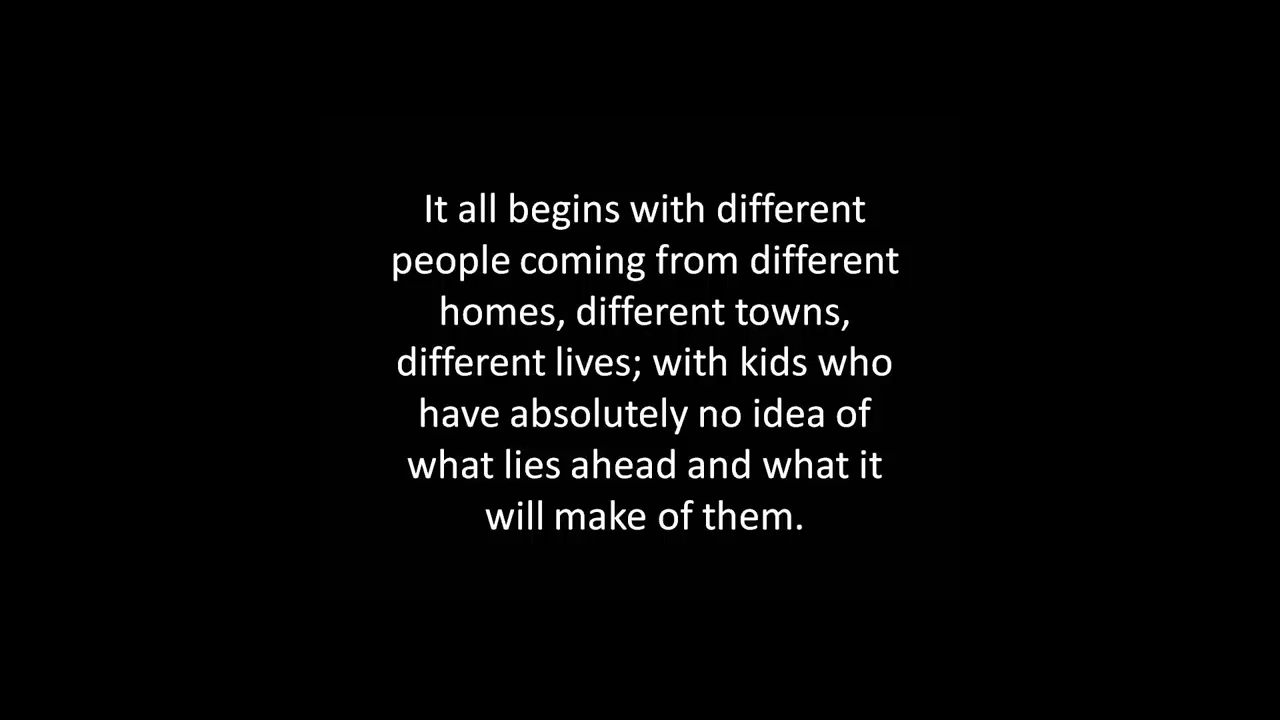 It all begins with different
people coming from different
homes, different towns,
different lives; with kids who
have absolutely no idea of
what lies ahead and what it
will make of them.